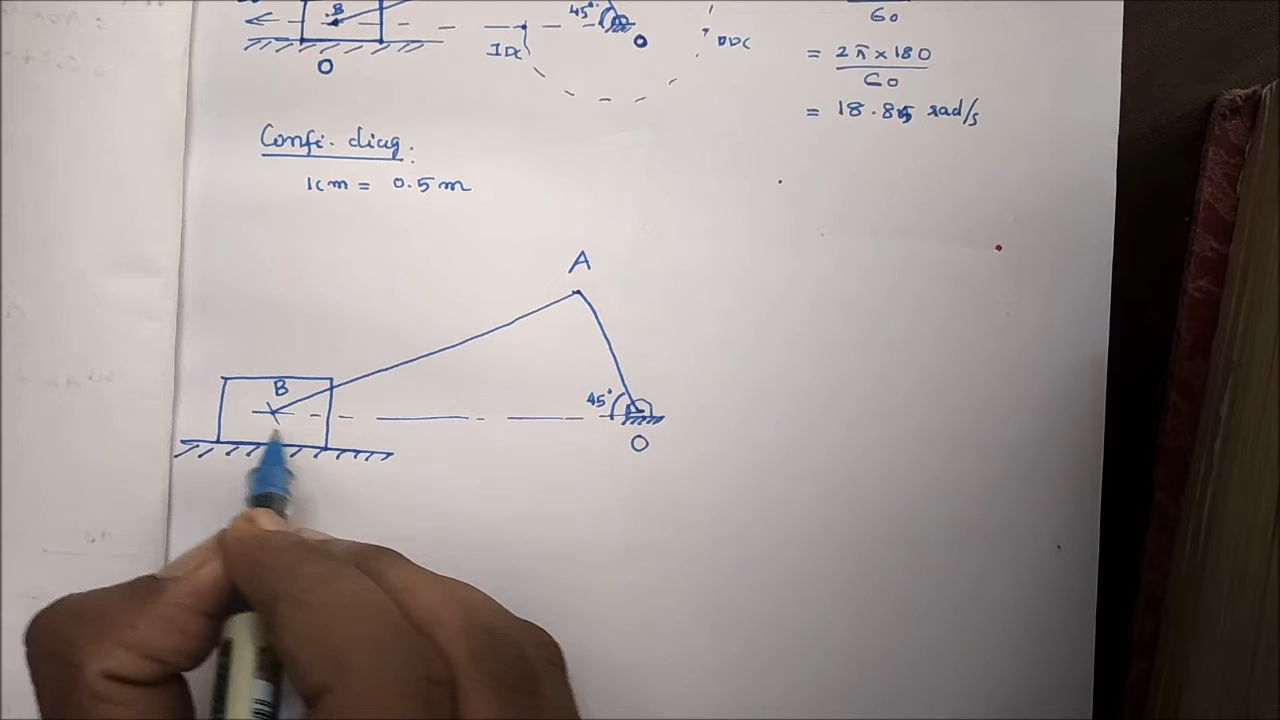 B
45°
O
IDC
ODC
O
60
= 2π × 180
60
= 18.85 rad/s
Confi. diag.:
1cm = 0.5m
A
B
45°
O